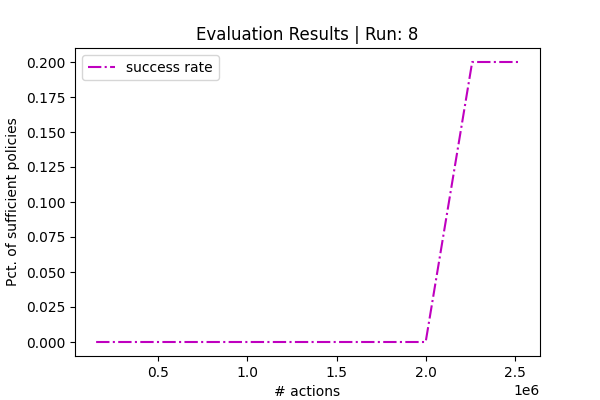 Evaluation Results | Run: 8
success rate
Pct. of sufficient policies
0.200
0.175
0.150
0.125
0.100
0.075
0.050
0.025
0.000
0.5 1.0 1.5 2.0 2.5
1e6
# actions